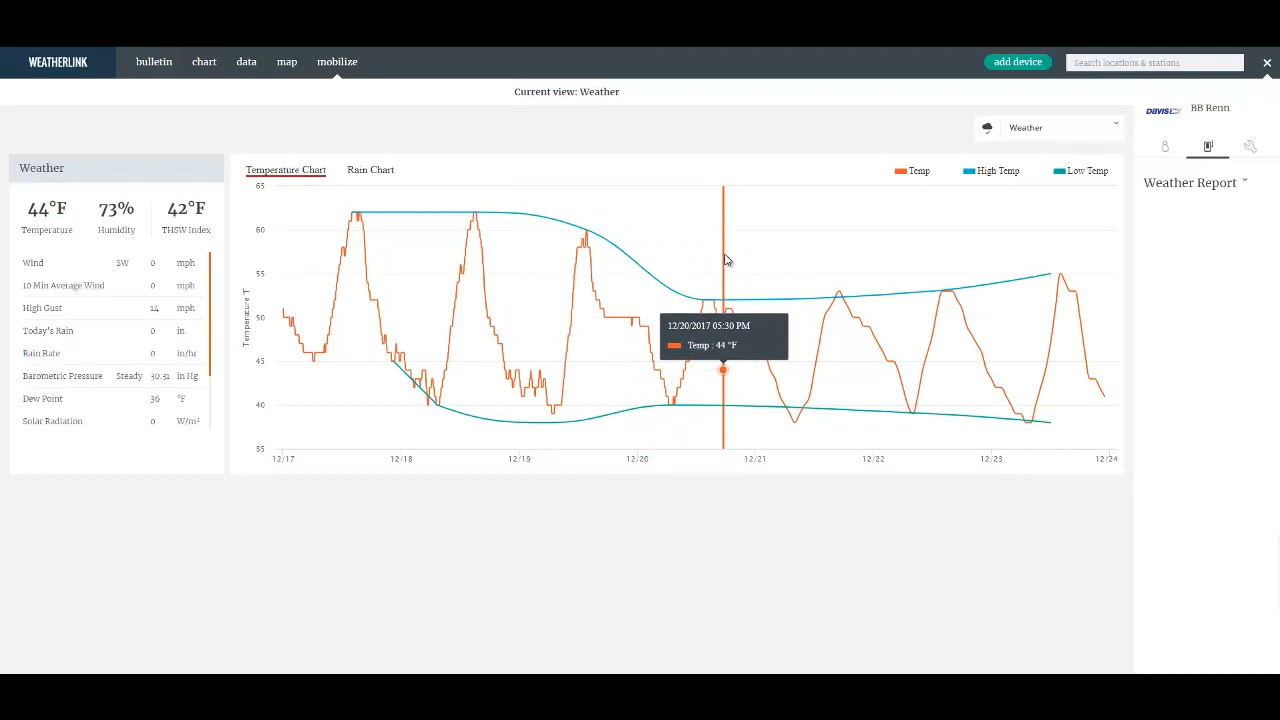 WEATHERLINK bulletin chart data map mobilize add device Search locations & stations
Current view: Weather
DAVIS BB Renn
Weather
Weather Report
Weather
44°F 73% 42°F
Temperature Humidity THSW Index
Wind SW 0 mph
10 Min Average Wind 0 mph
High Gust 14 mph
Today's Rain 0 in
Rain Rate 0 in/hr
Barometric Pressure Steady 30.31 in Hg
Dew Point 36 °F
Solar Radiation 0 W/m²
Temperature Chart Rain Chart
Temp High Temp Low Temp
Temperature °F
65
60
55
50
45
40
35
12/20/2017 05:30 PM
Temp : 44 °F
12/17 12/18 12/19 12/20 12/21 12/22 12/23 12/24